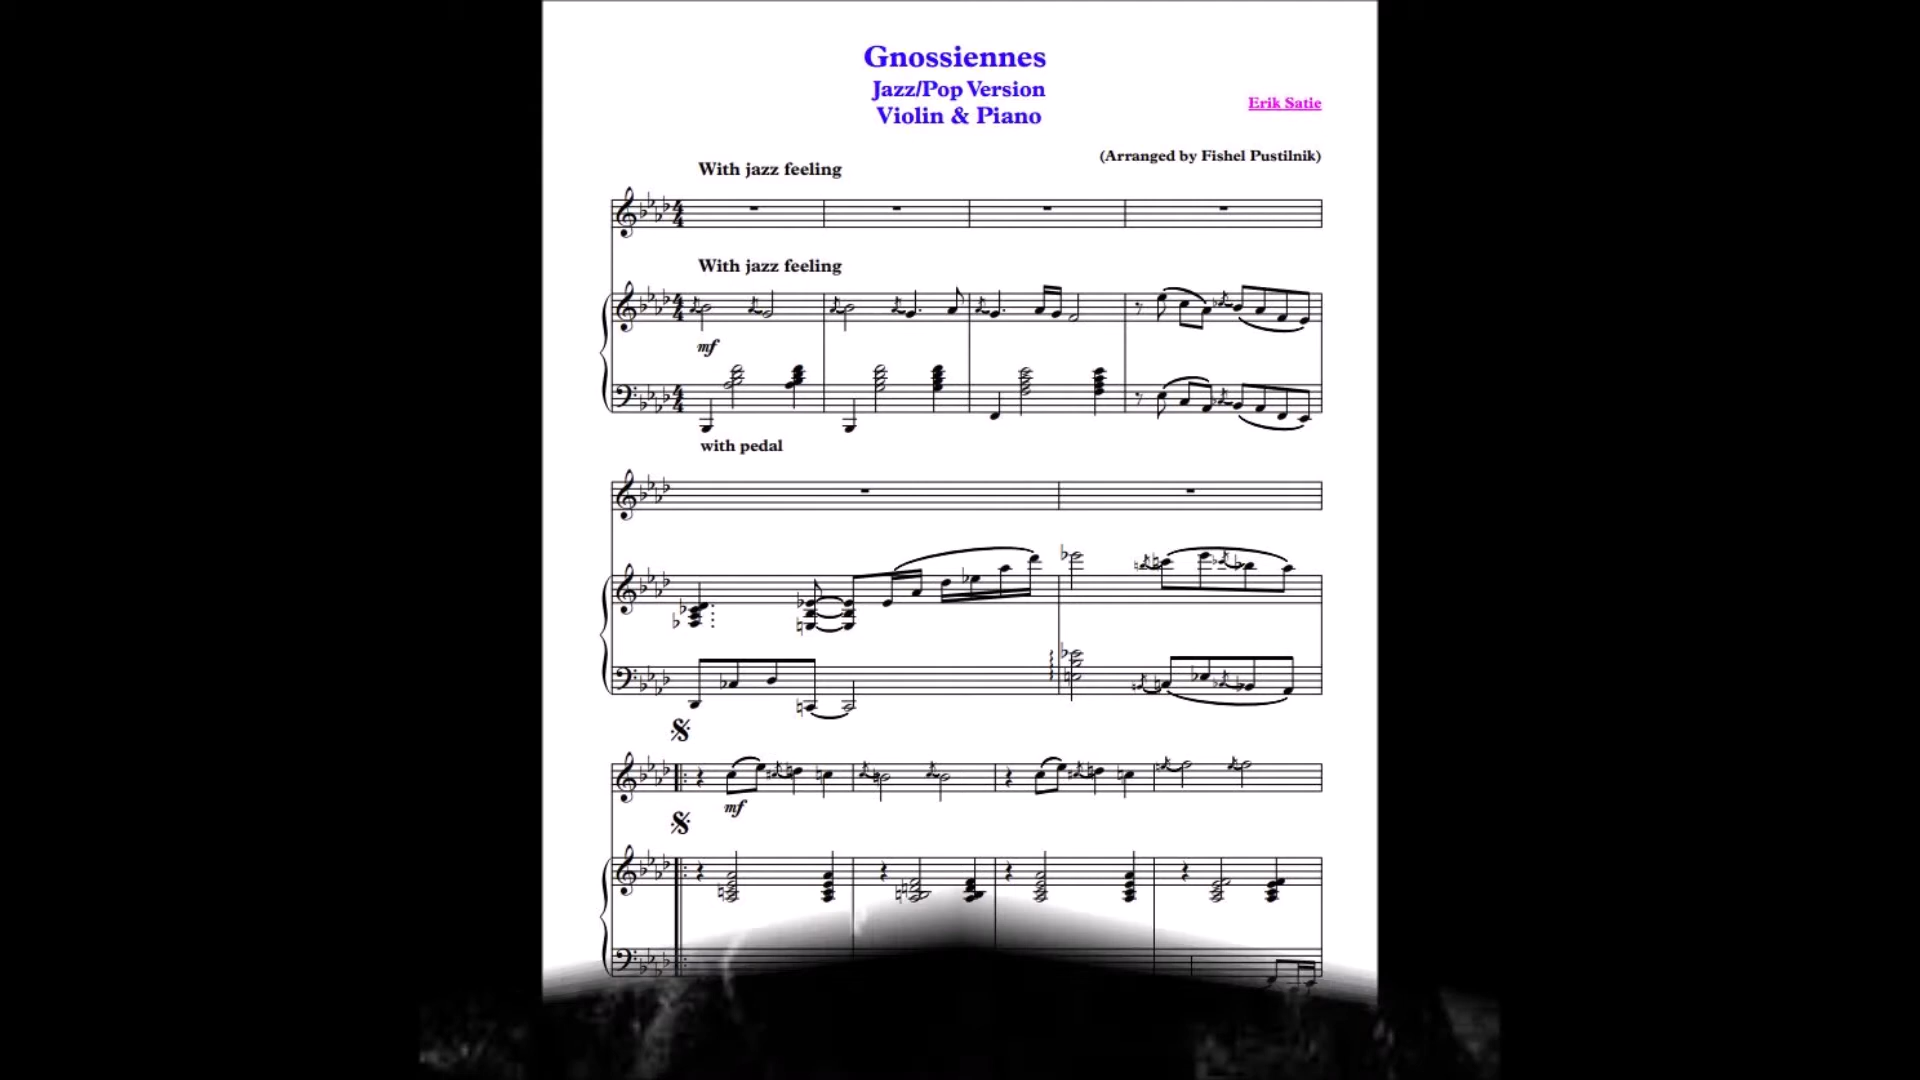 Gnossiennes
Jazz/Pop Version
Violin & Piano
Erik Satie
(Arranged by Fishel Pustilnik)
With jazz feeling
With jazz feeling
mf
with pedal
mf